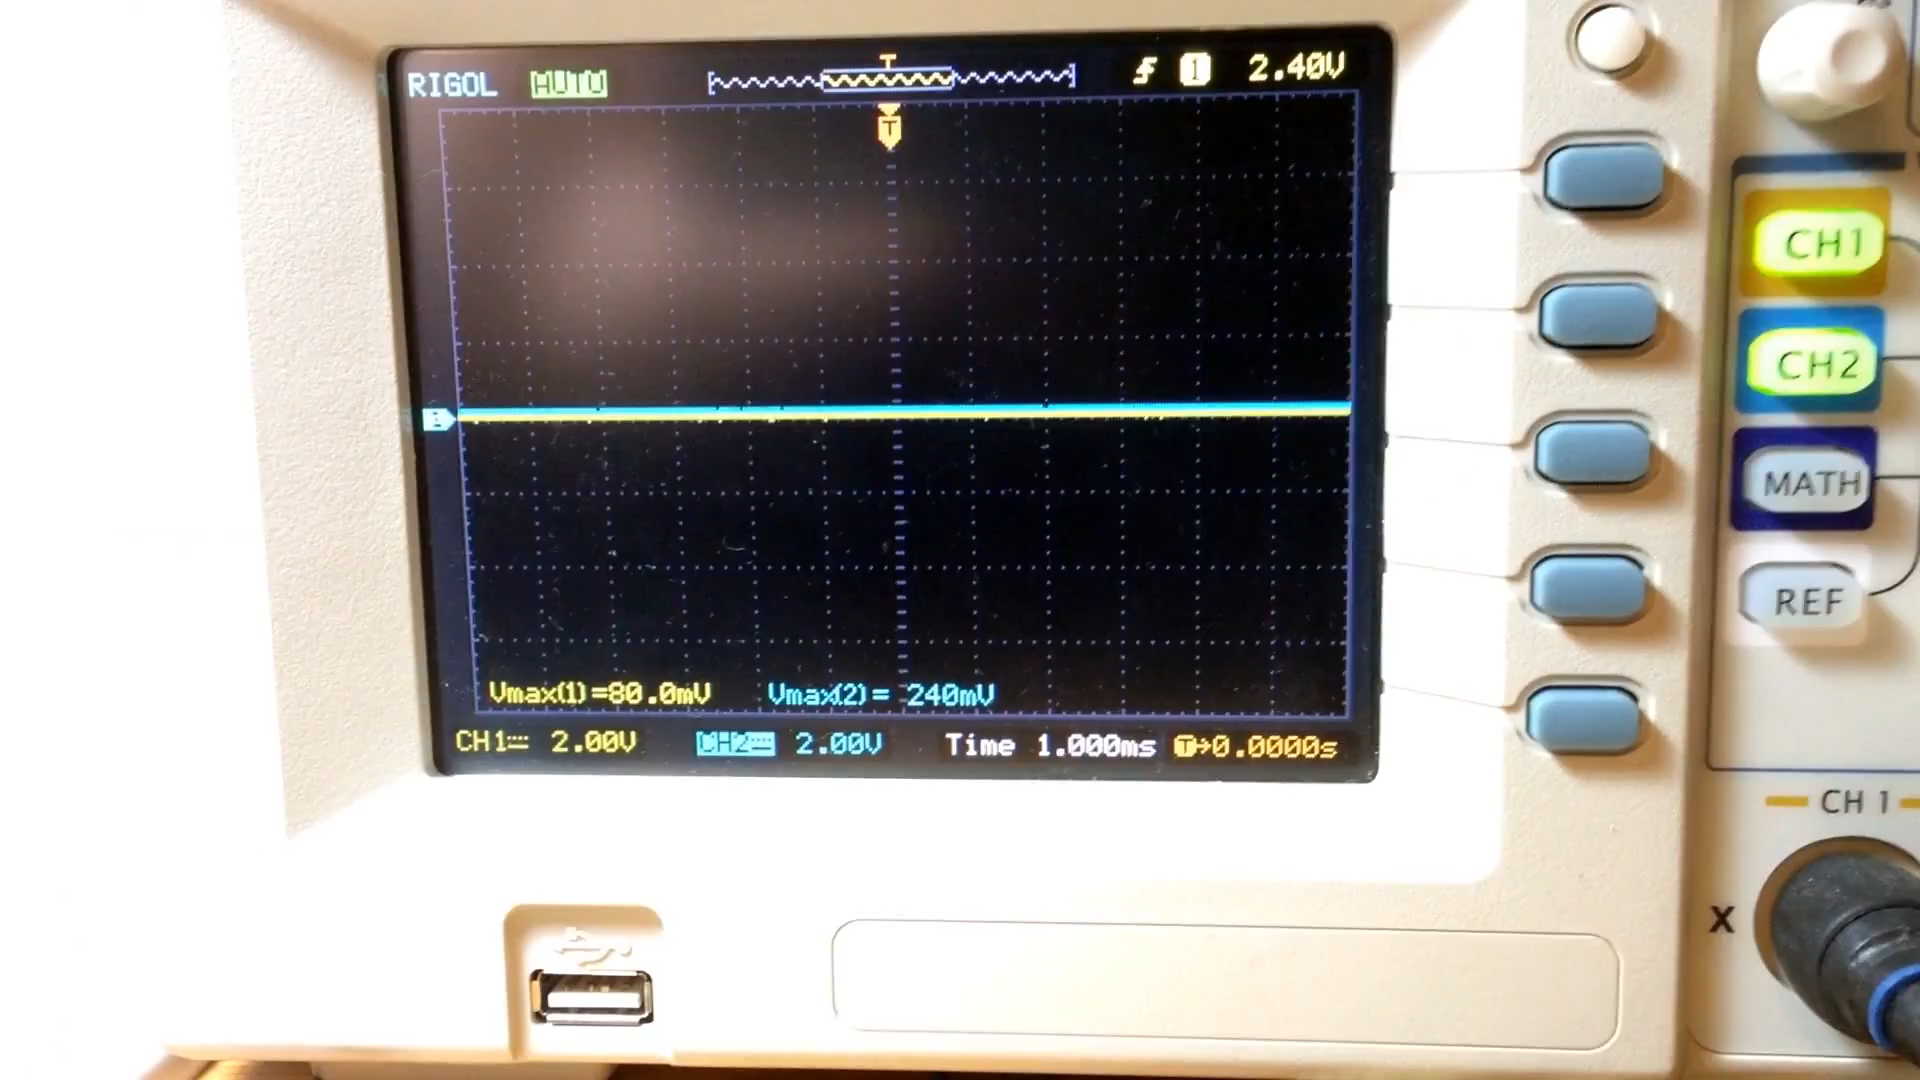 RIGOL AUTO T 1 2.40V
T
CH1
CH2
MATH
REF
Vmax(1)=80.0mV Vmax(2)= 240mV
CH1 2.00V CH2 2.00V Time 1.000ms T→0.0000s
CH 1
X